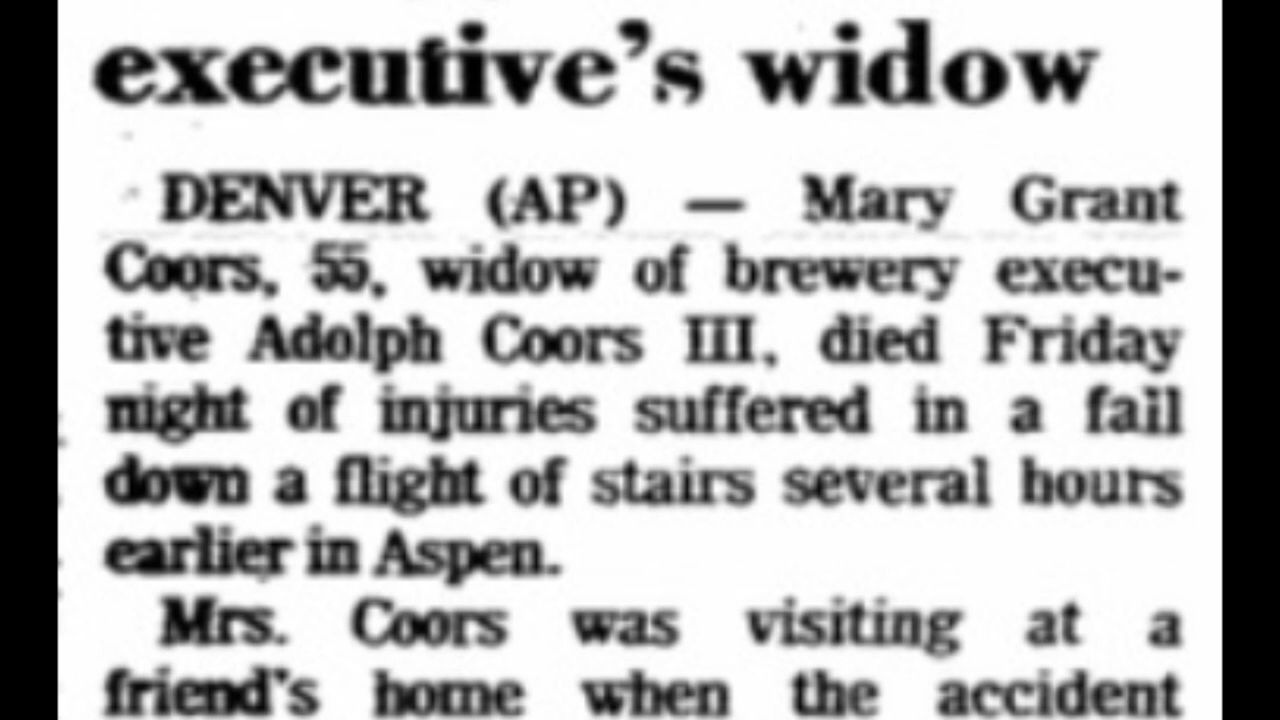 executive's widow
DENVER (AP) — Mary Grant
Coors, 55, widow of brewery execu-
tive Adolph Coors III, died Friday
night of injuries suffered in a fall
down a flight of stairs several hours
earlier in Aspen.
Mrs. Coors was visiting at a
friend's home when the accident